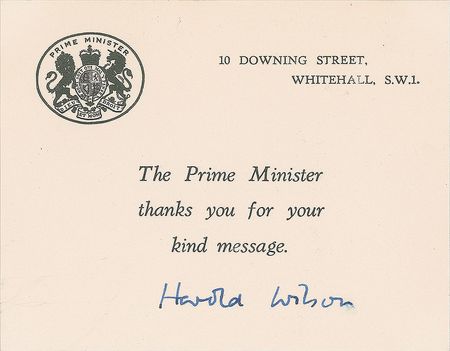 PRIME MINISTER
10 DOWNING STREET,
WHITEHALL, S.W.1.
The Prime Minister
thanks you for your
kind message.
Harold Wilson